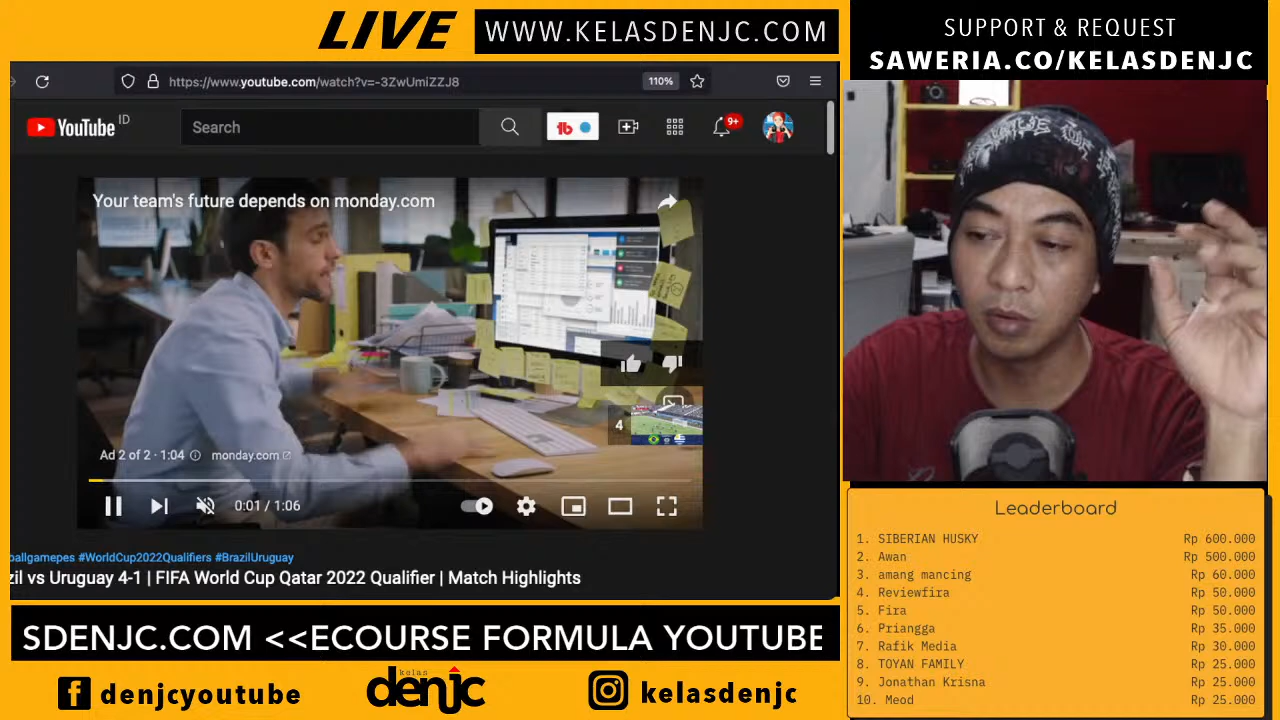 LIVE
WWW.KELASDENJC.COM
SUPPORT & REQUEST
SAWERIA.CO/KELASDENJC
https://www.youtube.com/watch?v=-3ZwUmiZZJ8
110%
YouTube ID
Search
tb
9+
Your team's future depends on monday.com
4
Ad 2 of 2 · 1:04
monday.com
0:01 / 1:06
ballgamepes #WorldCup2022Qualifiers #BrazilUruguay
zil vs Uruguay 4-1 | FIFA World Cup Qatar 2022 Qualifier | Match Highlights
SDENJC.COM <<ECOURSE FORMULA YOUTUBE
denjcyoutube
kelas
denjc
kelasdenjc
Leaderboard
1. SIBERIAN HUSKY Rp 600.000
2. Awan Rp 500.000
3. amang mancing Rp 60.000
4. Reviewfira Rp 50.000
5. Fira Rp 50.000
6. Priangga Rp 35.000
7. Rafik Media Rp 30.000
8. TOYAN FAMILY Rp 25.000
9. Jonathan Krisna Rp 25.000
10. Meod Rp 25.000